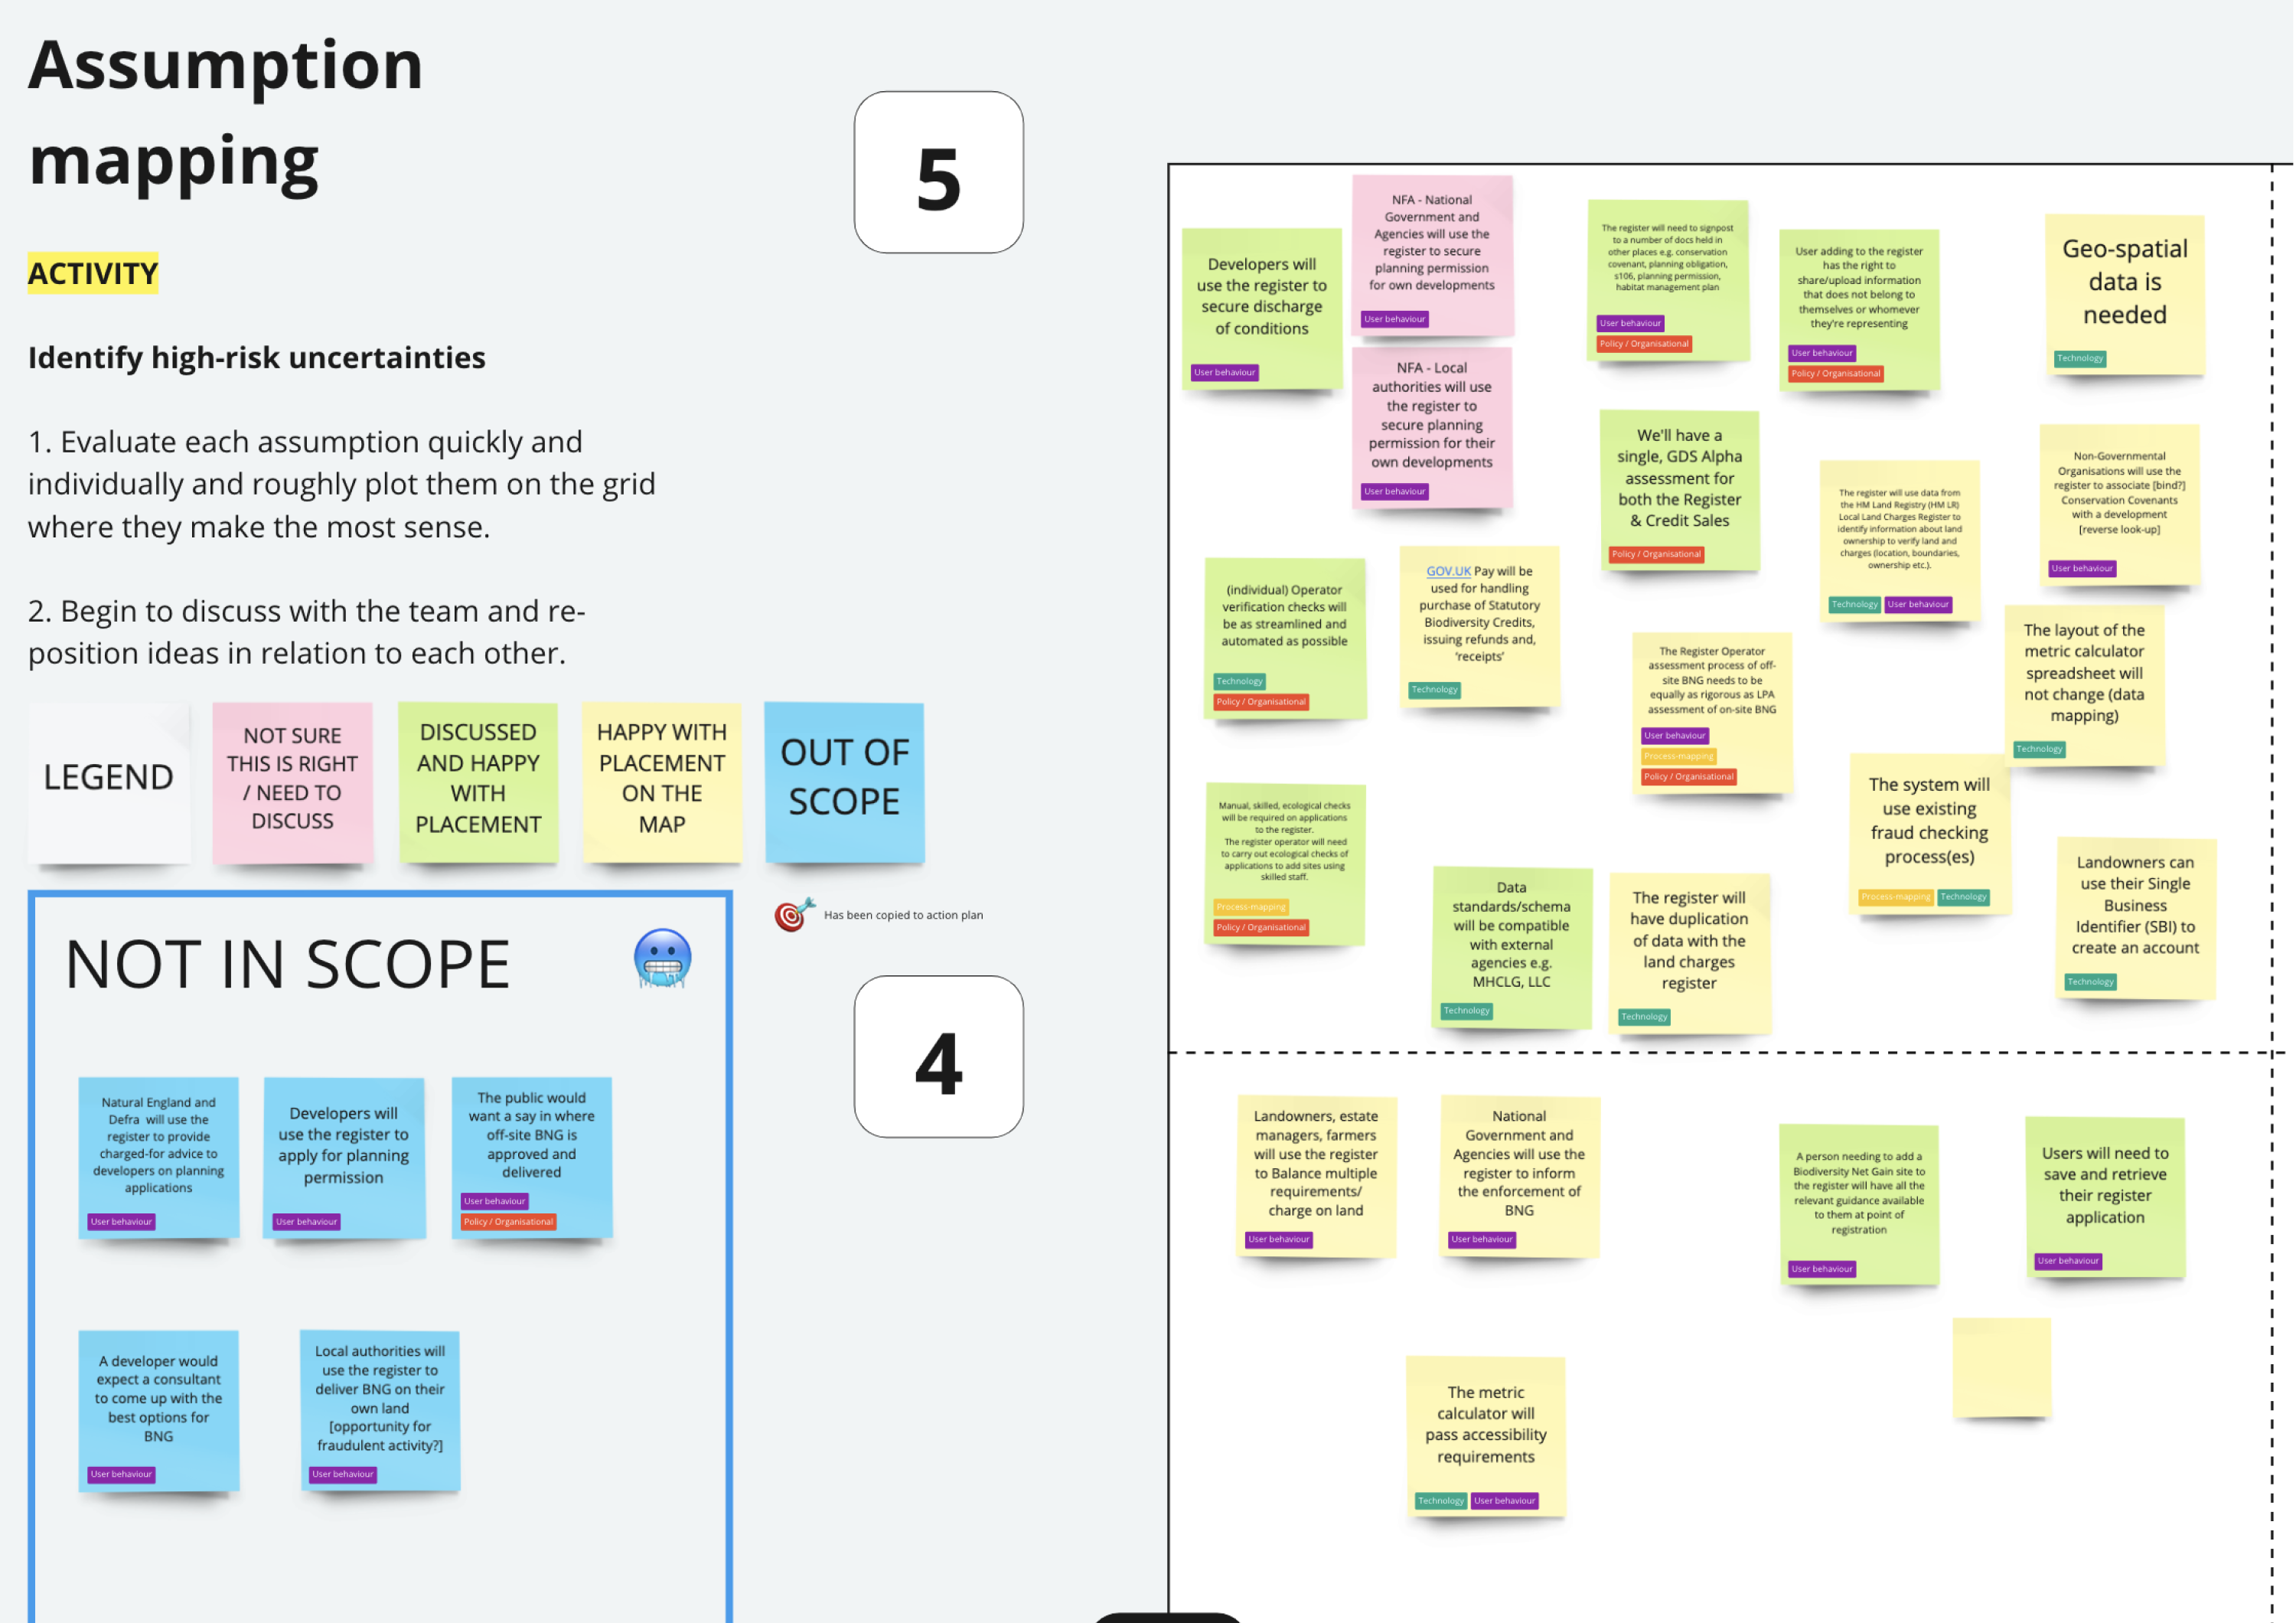 Assumption
mapping
ACTIVITY
Identify high-risk uncertainties
1. Evaluate each assumption quickly and
individually and roughly plot them on the grid
where they make the most sense.
2. Begin to discuss with the team and re-
position ideas in relation to each other.
LEGEND
NOT SURE
THIS IS RIGHT
/ NEED TO
DISCUSS
DISCUSSED
AND HAPPY
WITH
PLACEMENT
HAPPY WITH
PLACEMENT
ON THE
MAP
OUT OF
SCOPE
Has been copied to action plan
NOT IN SCOPE
Natural England and
Defra will use the
register to provide
charged-for advice to
developers on planning
applications
User behaviour
Developers will
use the register to
apply for planning
permission
User behaviour
The public would
want a say in where
off-site BNG is
approved and
delivered
User behaviour
Policy / Organisational
A developer would
expect a consultant
to come up with the
best options for
BNG
User behaviour
Local authorities will
use the register to
deliver BNG on their
own land
[opportunity for
fraudulent activity?]
User behaviour
5
4
Developers will
use the register to
secure discharge
of conditions
User behaviour
NFA - National
Government and
Agencies will use the
register to secure
planning permission
for own developments
User behaviour
NFA - Local
authorities will use
the register to
secure planning
permission for their
own developments
User behaviour
The register will need to signpost
to a number of docs held in
other places e.g. conservation
covenant, planning obligation,
s106, planning permission,
habitat management plan
User behaviour
Policy / Organisational
User adding to the register
has the right to
share/upload information
that does not belong to
themselves or whomever
they're representing
User behaviour
Policy / Organisational
Geo-spatial
data is
needed
Technology
We'll have a
single, GDS Alpha
assessment for
both the Register
& Credit Sales
Policy / Organisational
The register will use data from
the HM Land Registry (HM LR)
Local Land Charges Register to
identify information about land
ownership to verify land and
charges (location, boundaries,
ownership etc.).
Technology
User behaviour
Non-Governmental
Organisations will use the
register to associate [bind?]
Conservation Covenants
with a development
[reverse look-up]
User behaviour
(individual) Operator
verification checks will
be as streamlined and
automated as possible
Technology
Policy / Organisational
GOV.UK Pay will be
used for handling
purchase of Statutory
Biodiversity Credits,
issuing refunds and,
‘receipts’
Technology
The Register Operator
assessment process of off-
site BNG needs to be
equally as rigorous as LPA
assessment of on-site BNG
User behaviour
Process-mapping
Policy / Organisational
The layout of the
metric calculator
spreadsheet will
not change (data
mapping)
Technology
The system will
use existing
fraud checking
process(es)
Process-mapping
Technology
Manual, skilled, ecological checks
will be required on applications
to the register.
The register operator will need
to carry out ecological checks of
applications to add sites using
skilled staff.
Process-mapping
Policy / Organisational
Data
standards/schema
will be compatible
with external
agencies e.g.
MHCLG, LLC
Technology
The register will
have duplication
of data with the
land charges
register
Technology
Landowners can
use their Single
Business
Identifier (SBI) to
create an account
Technology
Landowners, estate
managers, farmers
will use the register
to Balance multiple
requirements/
charge on land
User behaviour
National
Government and
Agencies will use the
register to inform
the enforcement of
BNG
User behaviour
A person needing to add a
Biodiversity Net Gain site to
the register will have all the
relevant guidance available
to them at point of
registration
User behaviour
Users will need to
save and retrieve
their register
application
User behaviour
The metric
calculator will
pass accessibility
requirements
Technology
User behaviour